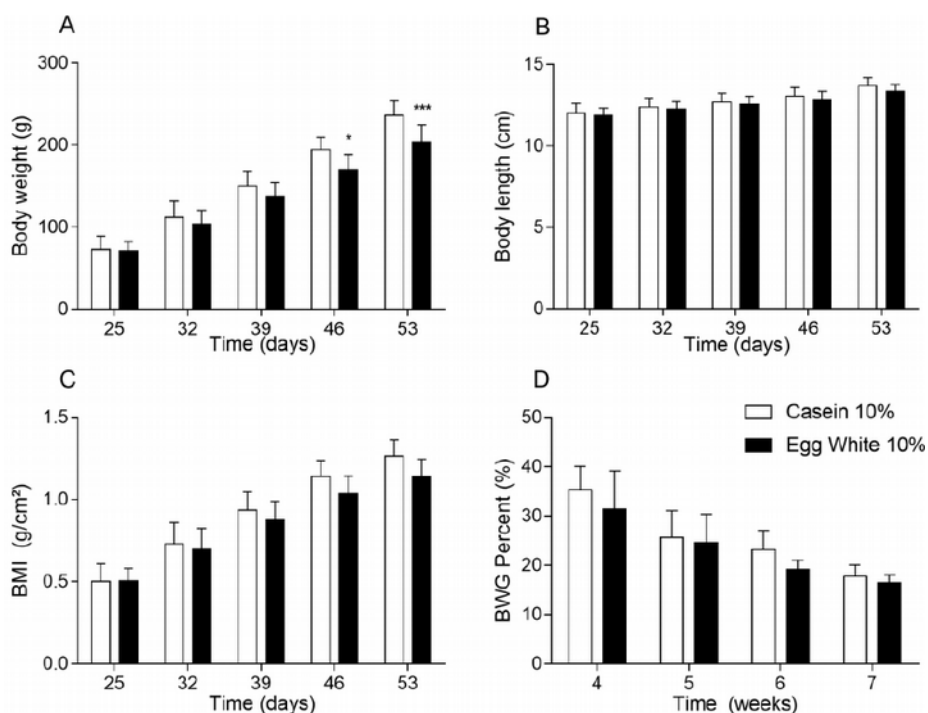 A
Body weight (g)
300
200
100
0
*
***
25 32 39 46 53
Time (days)
B
Body length (cm)
15
10
5
0
25 32 39 46 53
Time (days)
C
BMI (g/cm²)
1.5
1.0
0.5
0.0
25 32 39 46 53
Time (days)
D
BWG Percent (%)
50
40
30
20
10
0
Casein 10%
Egg White 10%
4 5 6 7
Time (weeks)